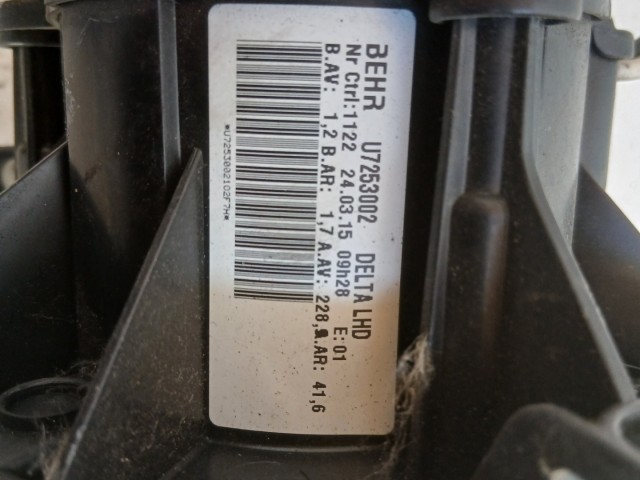 BEHR U7253002 DELTA LHD
Nr Ctrl:1122 24.03.15 09h28 E:01
B.AV: 1,2 B.AR: 1,7 A.AV: 228, .AR: 41,6
*U7253002102F7H*